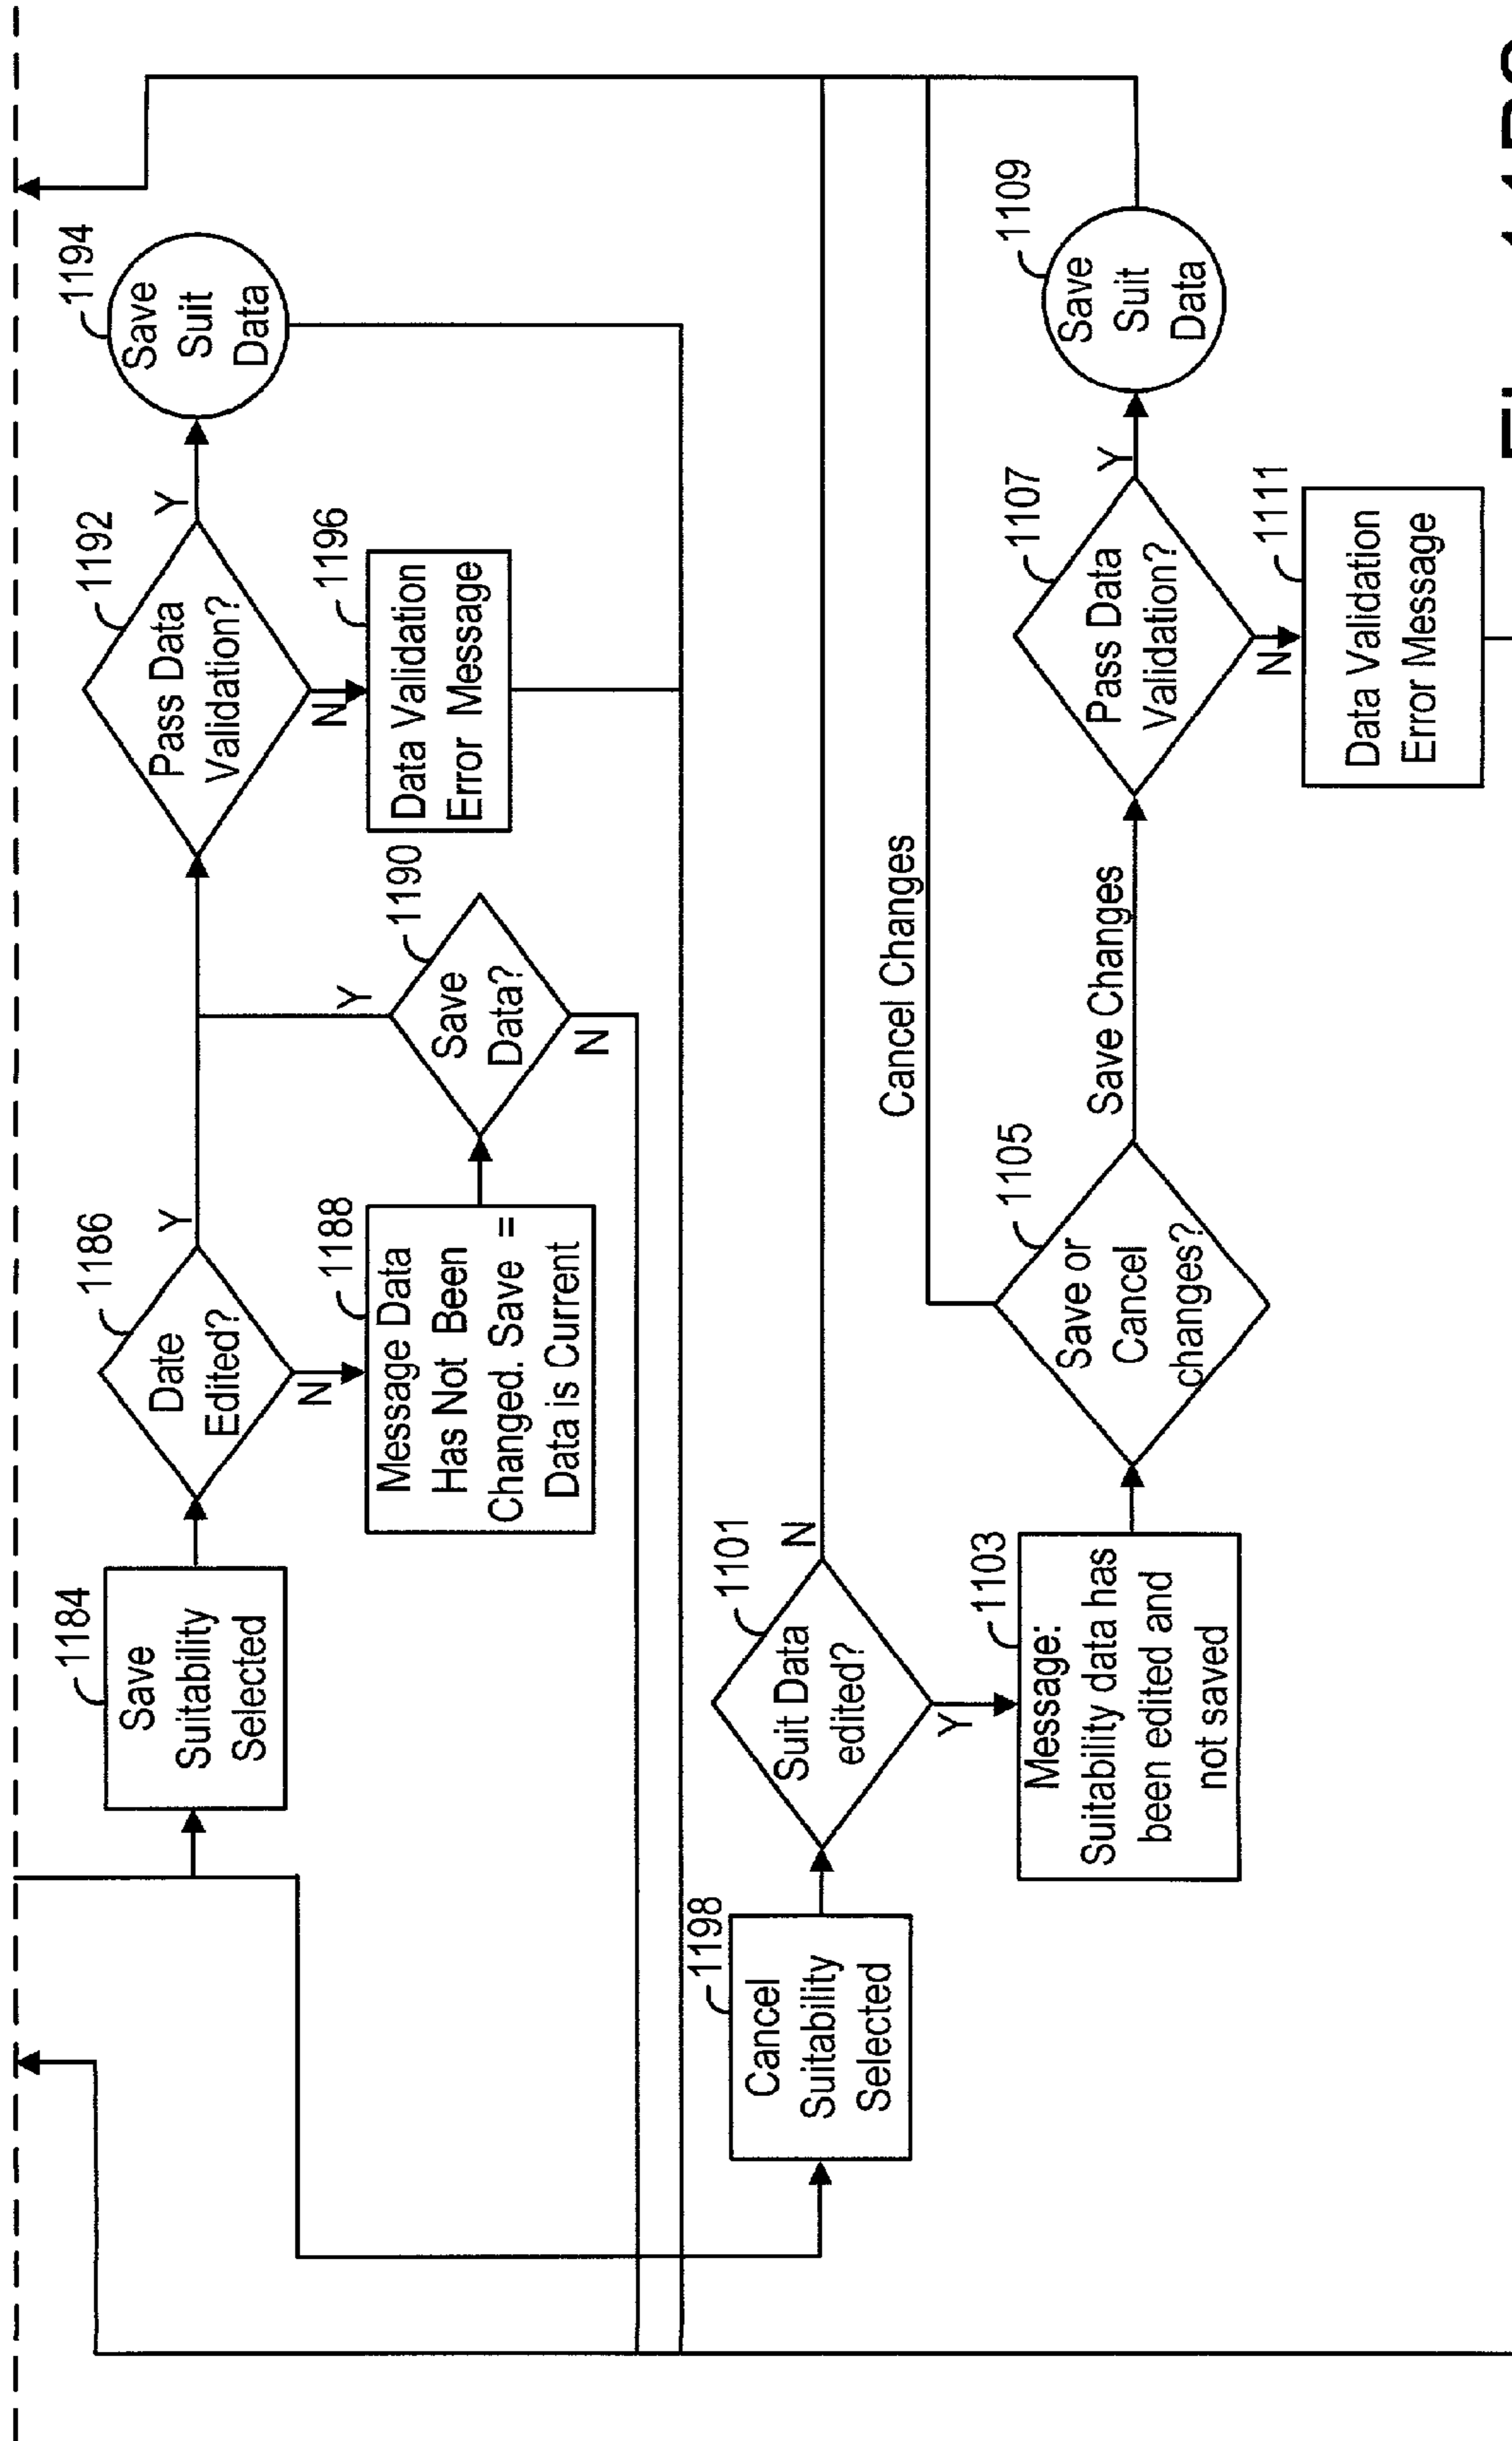 1184
Save
Suitability
Selected
1186
Date
Edited?
Y
N
1188
Message Data
Has Not Been
Changed. Save =
Data is Current
1190
Save
Data?
Y
N
1192
Pass Data
Validation?
Y
N
1194
Save
Suit
Data
1196
Data Validation
Error Message
1198
Cancel
Suitability
Selected
1101
Suit Data
edited?
N
Y
1103
Message:
Suitability data has
been edited and
not saved
1105
Save or
Cancel
changes?
Cancel Changes
Save Changes
1107
Pass Data
Validation?
Y
N
1109
Save
Suit
Data
1111
Data Validation
Error Message